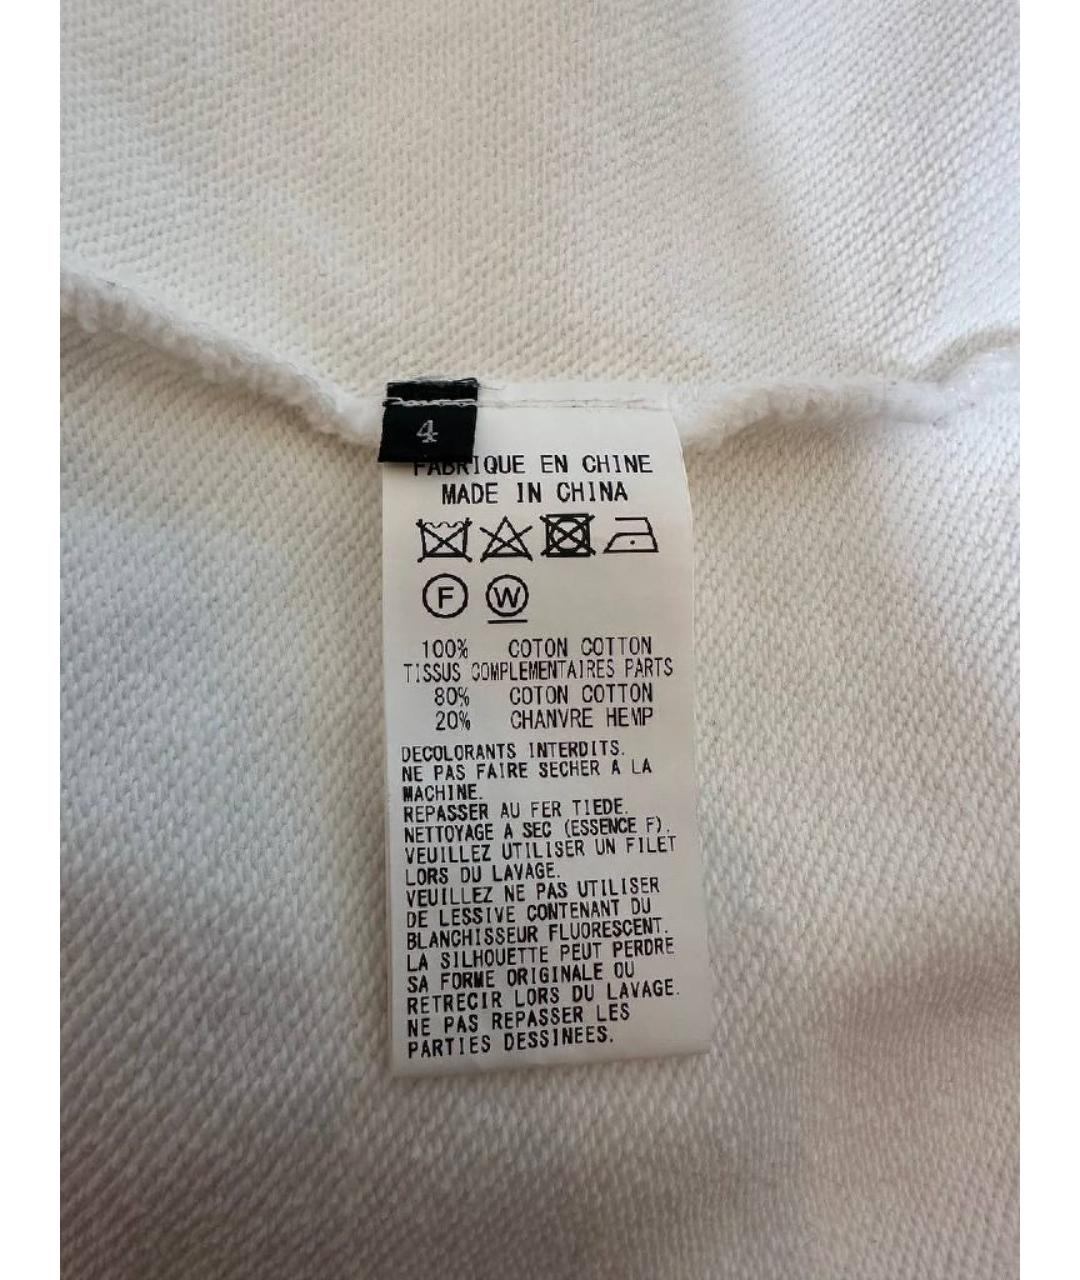 4
FABRIQUE EN CHINE
MADE IN CHINA
F W
100% COTON COTTON
TISSUS COMPLEMENTAIRES PARTS
80% COTON COTTON
20% CHANVRE HEMP
DECOLORANTS INTERDITS.
NE PAS FAIRE SECHER A LA
MACHINE.
REPASSER AU FER TIEDE.
NETTOYAGE A SEC (ESSENCE F).
VEUILLEZ UTILISER UN FILET
LORS DU LAVAGE.
VEUILLEZ NE PAS UTILISER
DE LESSIVE CONTENANT DU
BLANCHISSEUR FLUORESCENT.
LA SILHOUETTE PEUT PERDRE
SA FORME ORIGINALE OU
RETRECIR LORS DU LAVAGE.
NE PAS REPASSER LES
PARTIES DESSINEES.